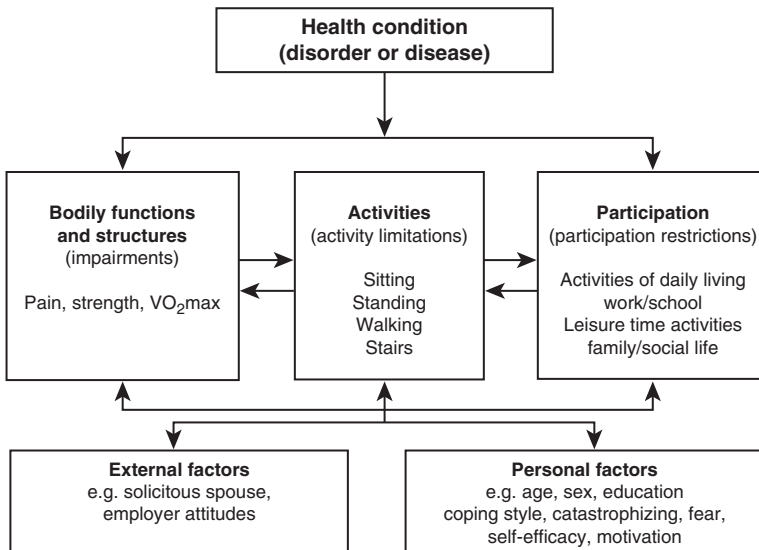 Health condition
(disorder or disease)
Bodily functions
and structures
(impairments)
Pain, strength, VO2max
Activities
(activity limitations)
Sitting
Standing
Walking
Stairs
Participation
(participation restrictions)
Activities of daily living
work/school
Leisure time activities
family/social life
External factors
e.g. solicitous spouse,
employer attitudes
Personal factors
e.g. age, sex, education
coping style, catastrophizing, fear,
self-efficacy, motivation